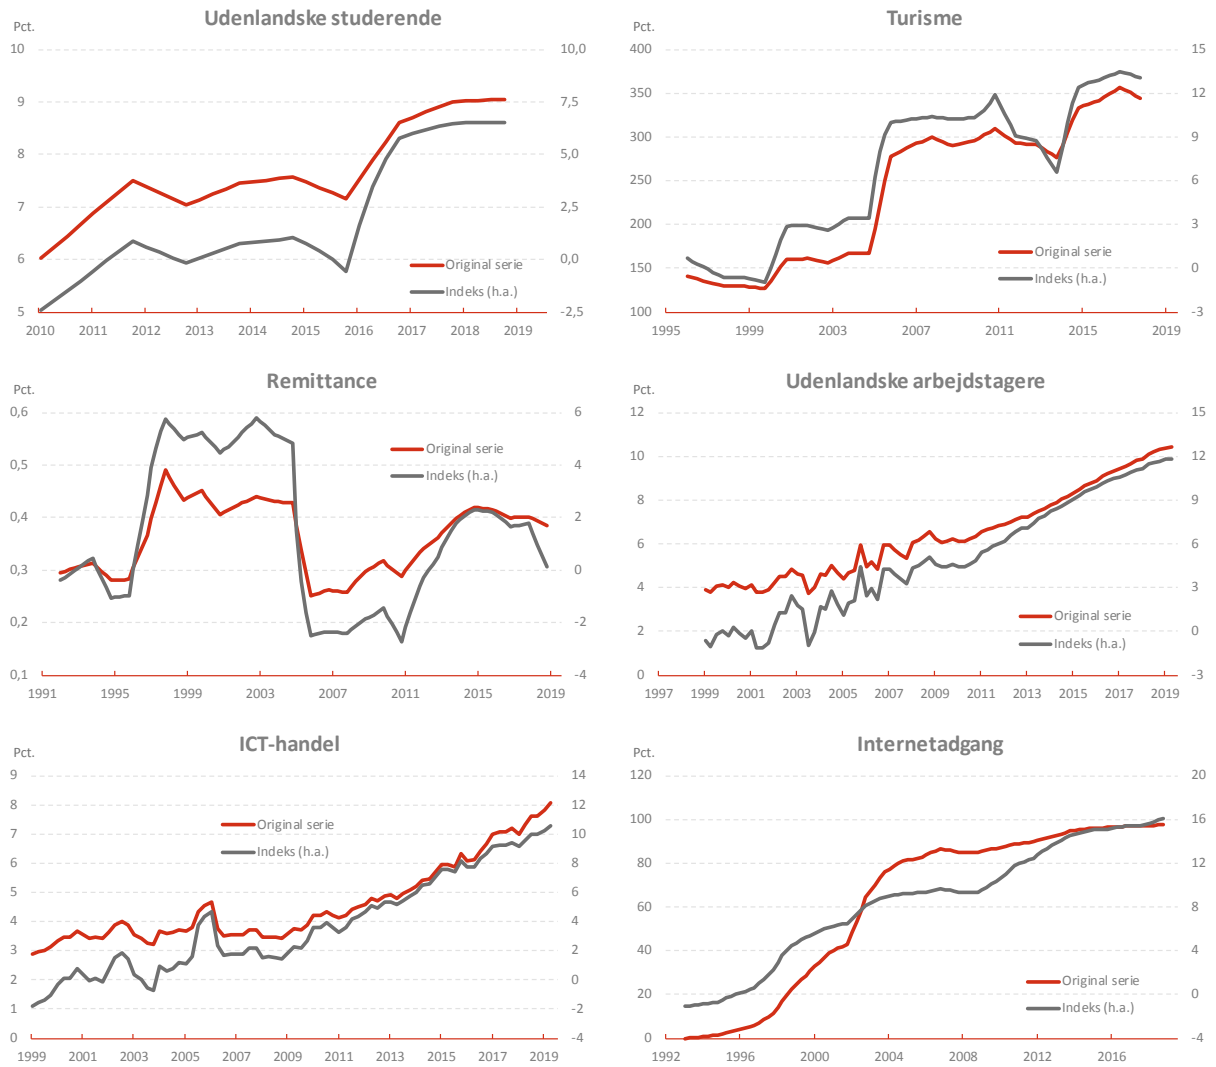 Udenlandske studerende
Pct.
10
9
8
7
6
5
10,0
7,5
5,0
2,5
0,0
-2,5
Original serie
Indeks (h.a.)
2010 2011 2012 2013 2014 2015 2016 2017 2018 2019
Turisme
Pct.
400
350
300
250
200
150
100
15
12
9
6
3
0
-3
Original serie
Indeks (h.a.)
1995 1999 2003 2007 2011 2015 2019
Remittance
Pct.
0,6
0,5
0,4
0,3
0,2
0,1
6
4
2
0
-2
-4
Original serie
Indeks (h.a.)
1991 1995 1999 2003 2007 2011 2015 2019
Udenlandske arbejdstagere
Pct.
12
10
8
6
4
2
0
15
12
9
6
3
0
-3
Original serie
Indeks (h.a.)
1997 1999 2001 2003 2005 2007 2009 2011 2013 2015 2017 2019
ICT-handel
Pct.
9
8
7
6
5
4
3
2
1
0
14
12
10
8
6
4
2
0
-2
-4
Original serie
Indeks (h.a.)
1999 2001 2003 2005 2007 2009 2011 2013 2015 2017 2019
Internetadgang
Pct.
120
100
80
60
40
20
0
20
16
12
8
4
0
-4
Original serie
Indeks (h.a.)
1992 1996 2000 2004 2008 2012 2016